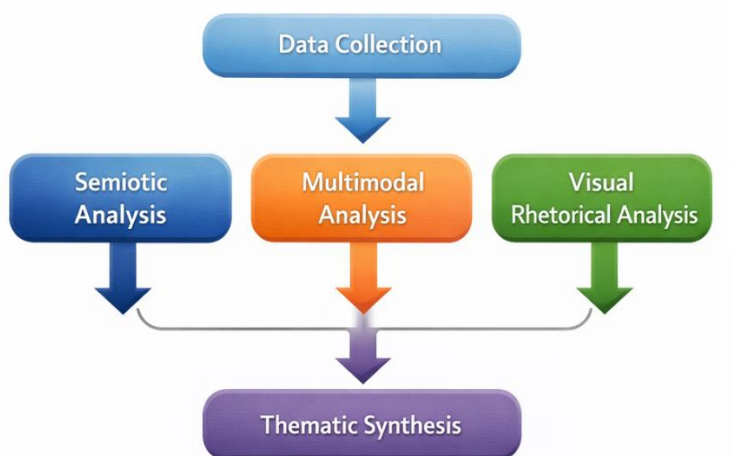 Data Collection
Semiotic
Analysis
Multimodal
Analysis
Visual
Rhetorical Analysis
Thematic Synthesis